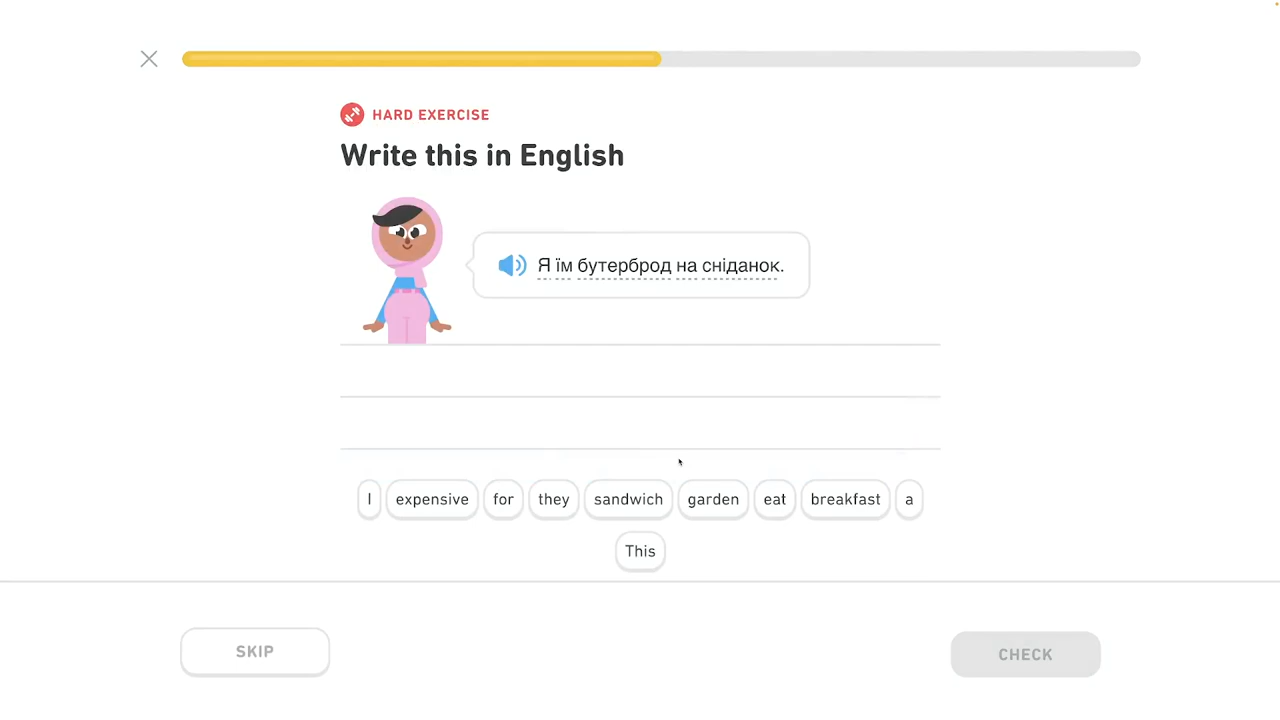 HARD EXERCISE
Write this in English
Я їм бутерброд на сніданок.
I expensive for they sandwich garden eat breakfast a
This
SKIP CHECK